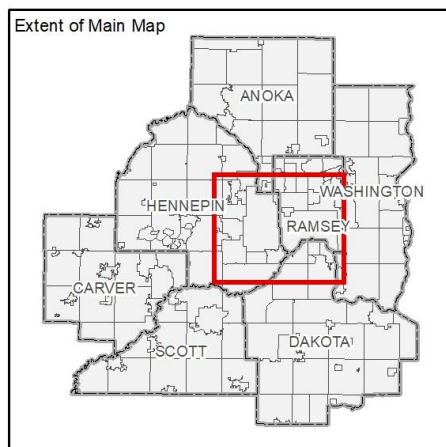 Extent of Main Map
ANOKA
WASHINGTON
HENNEPIN
RAMSEY
CARVER
SCOTT
DAKOTA